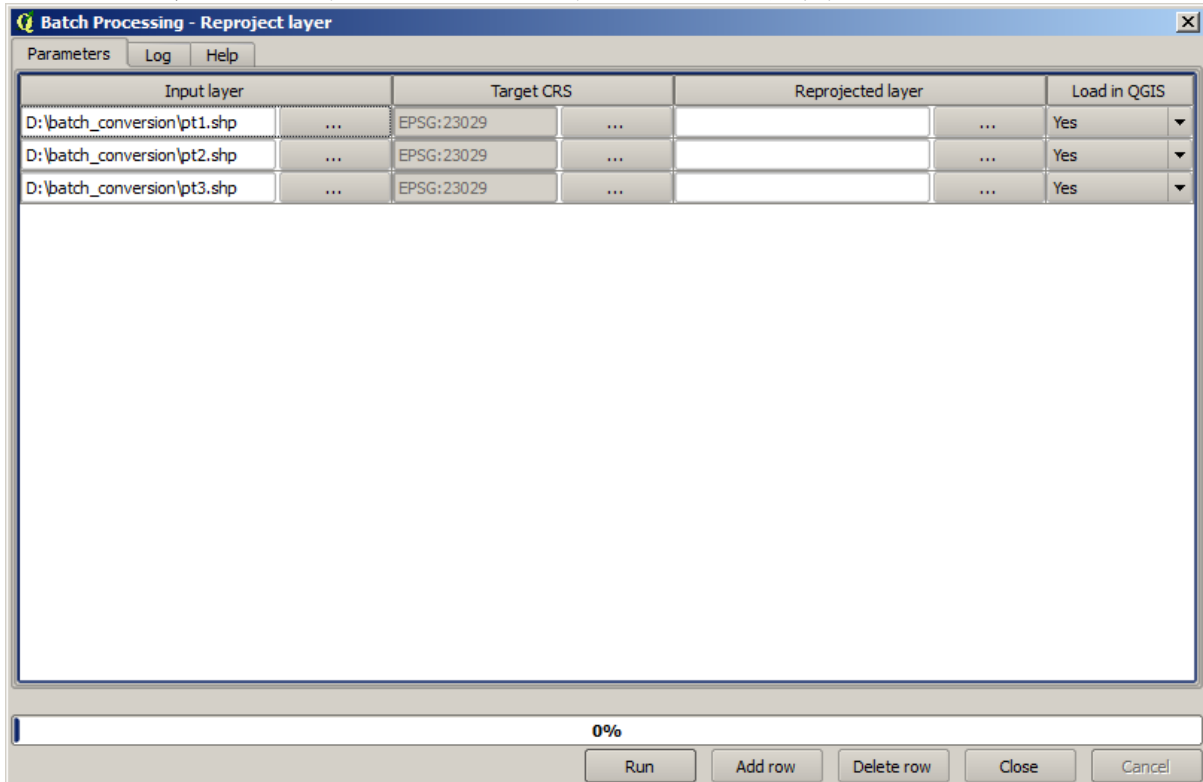 Batch Processing - Reproject layer
Parameters Log Help
Input layer Target CRS Reprojected layer Load in QGIS
D:\batch_conversion\pt1.shp ... EPSG:23029 ... ... Yes
D:\batch_conversion\pt2.shp ... EPSG:23029 ... ... Yes
D:\batch_conversion\pt3.shp ... EPSG:23029 ... ... Yes
0%
Run Add row Delete row Close Cancel